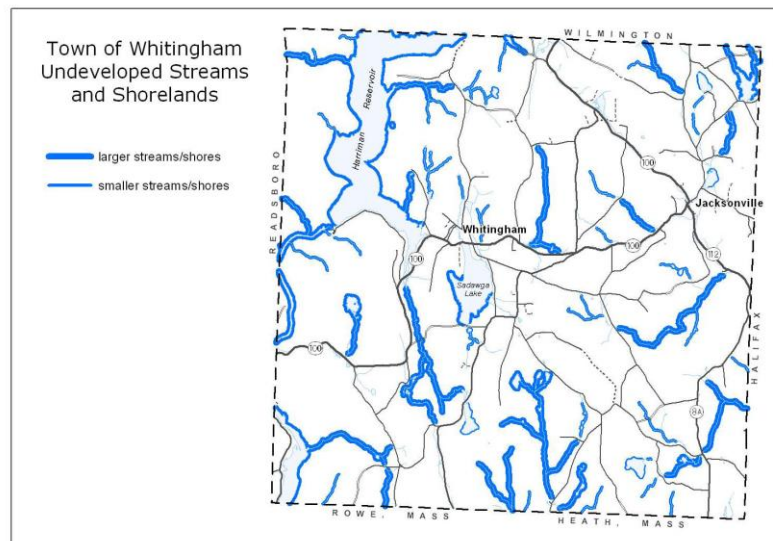 Town of Whitingham
Undeveloped Streams
and Shorelands
larger streams/shores
smaller streams/shores
WILMINGTON
READSBORO
Harriman Reservoir
100
Jacksonville
Whitingham
100
100
112
Sadawga
Lake
HALIFAX
100
8A
ROWE, MASS
HEATH, MASS